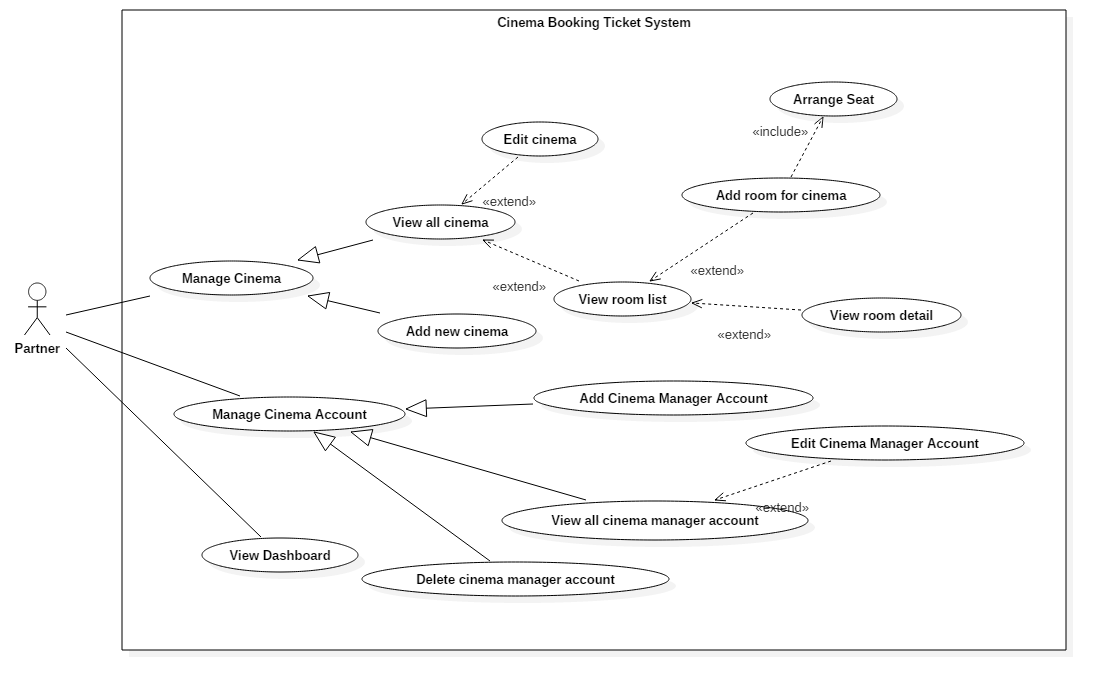 Cinema Booking Ticket System
Arrange Seat
«include»
Edit cinema
Add room for cinema
«extend»
View all cinema
«extend»
Manage Cinema
«extend»
View room list
View room detail
Add new cinema
«extend»
Partner
Add Cinema Manager Account
Manage Cinema Account
Edit Cinema Manager Account
«extend»
View all cinema manager account
View Dashboard
Delete cinema manager account